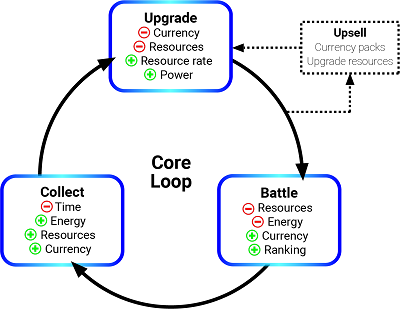 Upgrade
Currency
Resources
Resource rate
Power
Upsell
Currency packs
Upgrade resources
Core
Loop
Collect
Time
Energy
Resources
Currency
Battle
Resources
Energy
Currency
Ranking